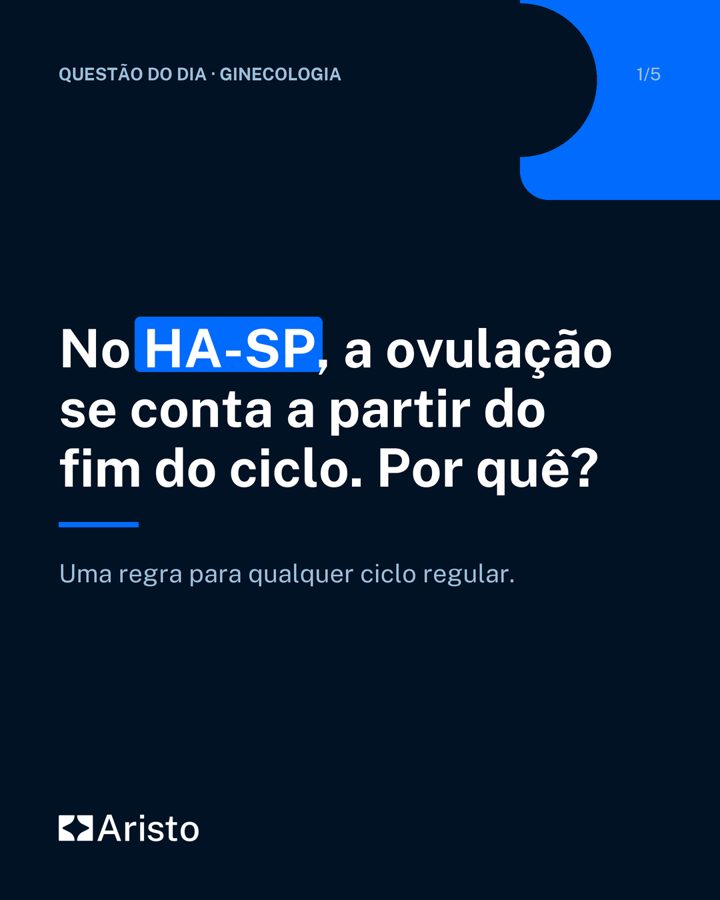 QUESTÃO DO DIA · GINECOLOGIA
1/5
No HA-SP, a ovulação
se conta a partir do
fim do ciclo. Por quê?
Uma regra para qualquer ciclo regular.
Aristo